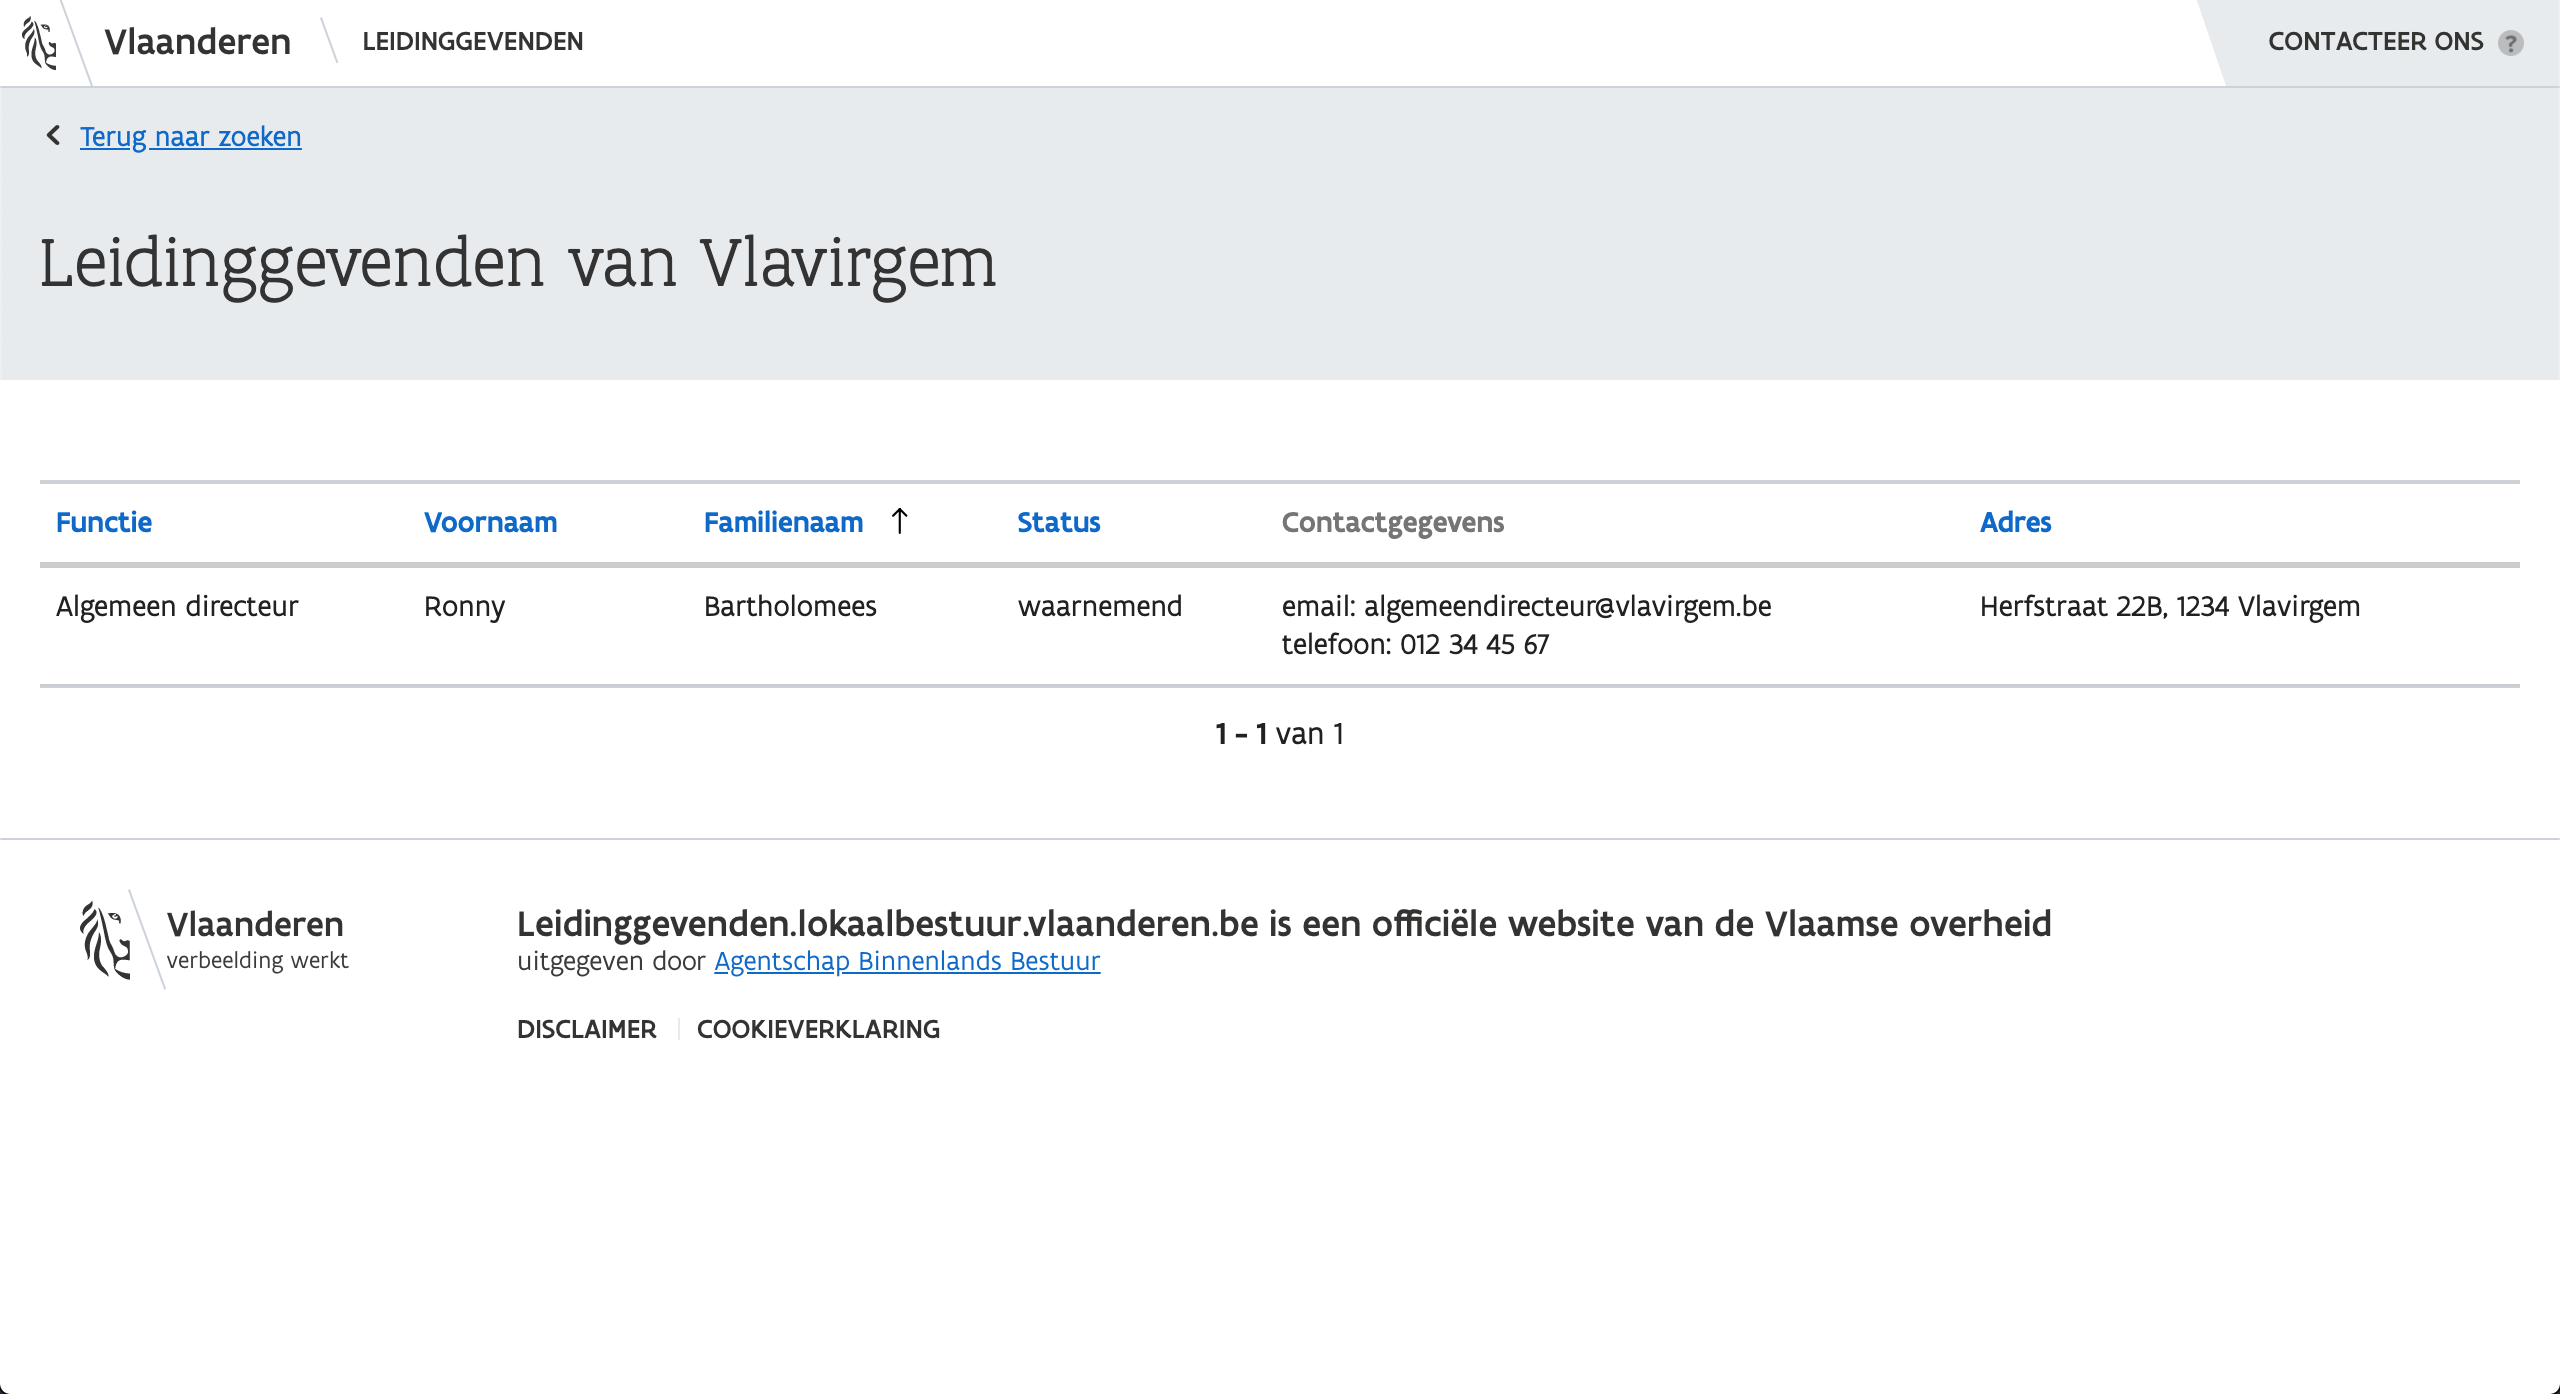 Vlaanderen LEIDINGGEVENDEN CONTACTEER ONS ?
Terug naar zoeken
Leidinggevenden van Vlavirgem
Functie Voornaam Familienaam ↑ Status Contactgegevens Adres
Algemeen directeur Ronny Bartholomees waarnemend email: algemeendirecteur@vlavirgem.be Herfstraat 22B, 1234 Vlavirgem
telefoon: 012 34 45 67
1 - 1 van 1
Vlaanderen
verbeelding werkt
Leidinggevenden.lokaalbestuur.vlaanderen.be is een officiële website van de Vlaamse overheid
uitgegeven door Agentschap Binnenlands Bestuur
DISCLAIMER COOKIEVERKLARING